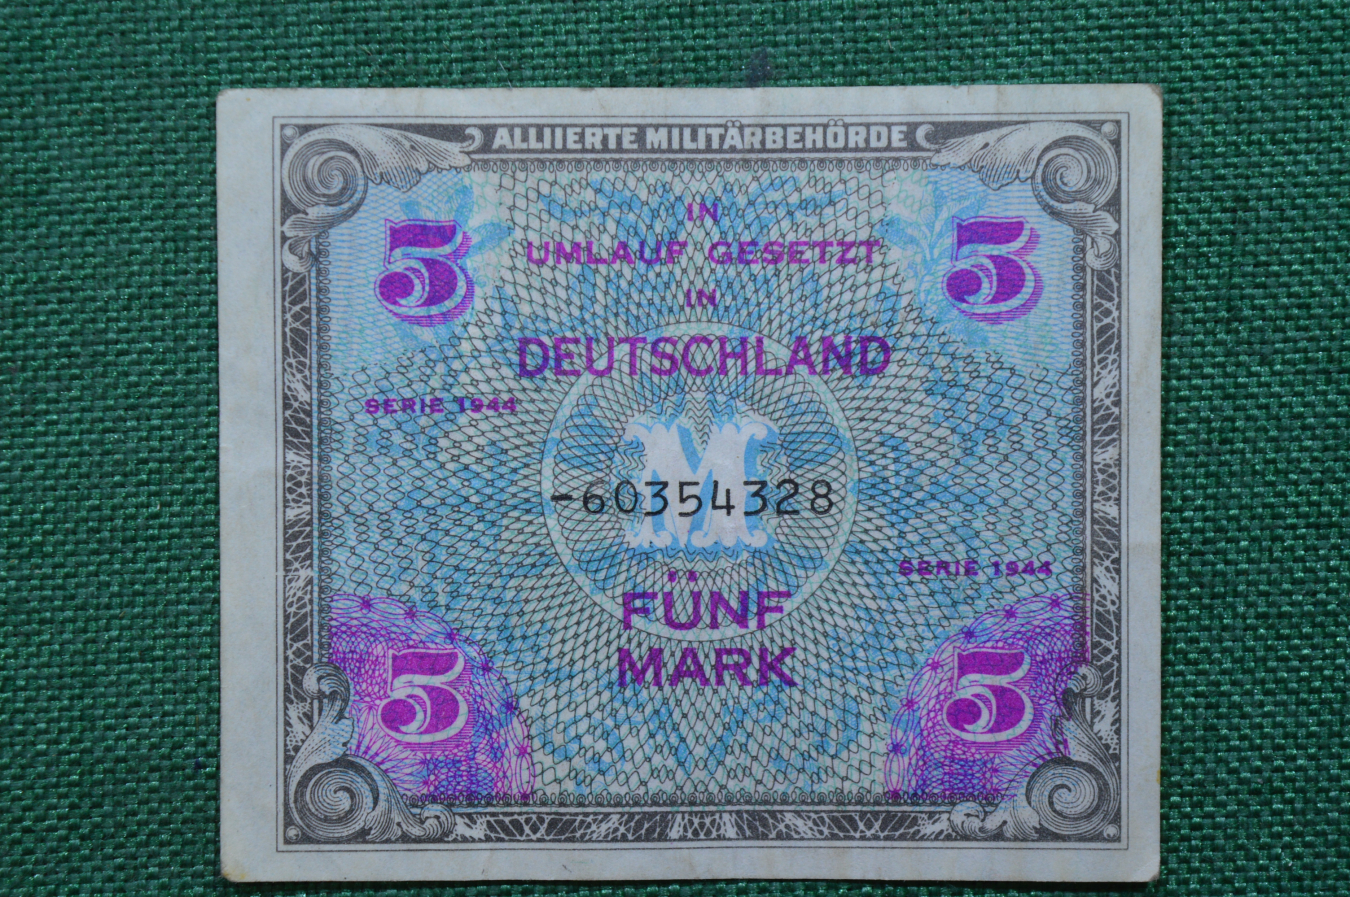 ALLIIERTE MILITÄRBEHÖRDE
5 5
IN
UMLAUF GESETZT
IN
DEUTSCHLAND
SERIE 1944
M
-60354328
SERIE 1944
FÜNF
MARK
5 5